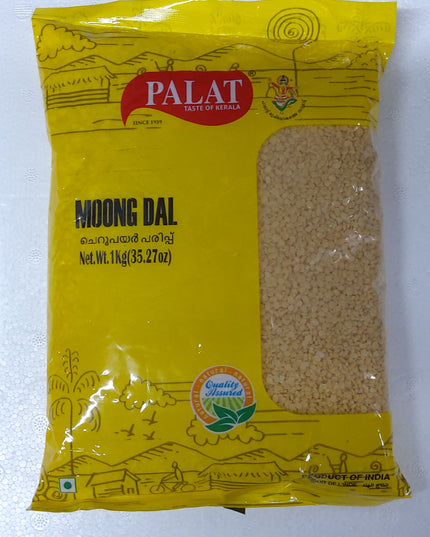 PALAT
®
TASTE OF KERALA
SINCE 1939
MOONG DAL
ചെറുപയർ പരിപ്പ്
Net.Wt.1Kg(35.27oz)
Quality
Assured
PRODUCT OF INDIA